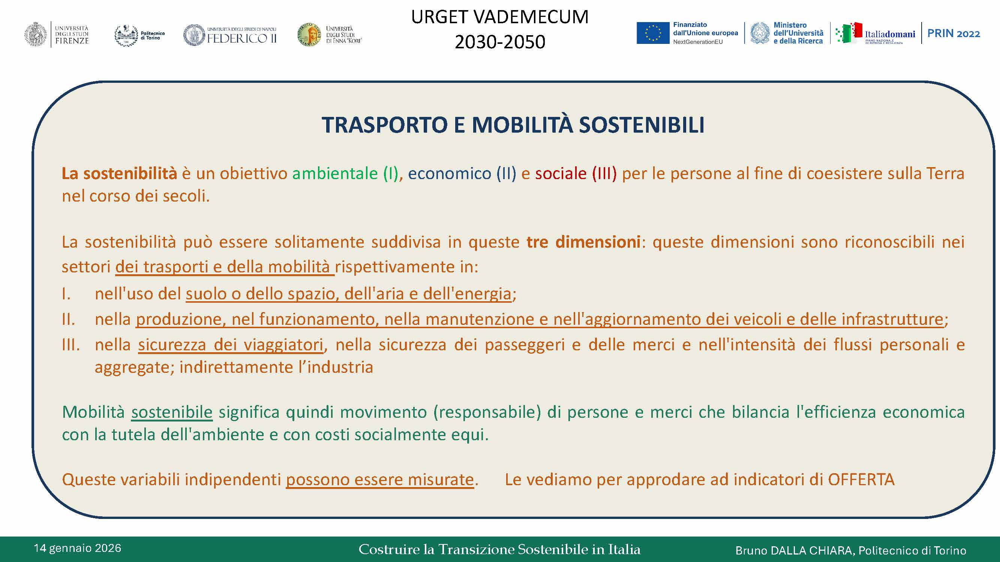 URGET VADEMECUM
2030-2050
UNIVERSITÀ
DEGLI STUDI
FIRENZE
Politecnico
di Torino
1859
UNIVERSITÀ DEGLI STUDI DI NAPOLI
FEDERICO II
UNIVERSITÀ
DEGLI STUDI
DI ENNA "KORE"
Finanziato
dall'Unione europea
NextGenerationEU
Ministero
dell'Università
e della Ricerca
Italiadomani
PIANO NAZIONALE
DI RIPRESA E RESILIENZA
PRIN 2022
TRASPORTO E MOBILITÀ SOSTENIBILI
La sostenibilità è un obiettivo ambientale (I), economico (II) e sociale (III) per le persone al fine di coesistere sulla Terra
nel corso dei secoli.
La sostenibilità può essere solitamente suddivisa in queste tre dimensioni: queste dimensioni sono riconoscibili nei
settori dei trasporti e della mobilità rispettivamente in:
I. nell'uso del suolo o dello spazio, dell'aria e dell'energia;
II. nella produzione, nel funzionamento, nella manutenzione e nell'aggiornamento dei veicoli e delle infrastrutture;
III. nella sicurezza dei viaggiatori, nella sicurezza dei passeggeri e delle merci e nell'intensità dei flussi personali e
aggregate; indirettamente l’industria
Mobilità sostenibile significa quindi movimento (responsabile) di persone e merci che bilancia l'efficienza economica
con la tutela dell'ambiente e con costi socialmente equi.
Queste variabili indipendenti possono essere misurate. Le vediamo per approdare ad indicatori di OFFERTA
14 gennaio 2026
Costruire la Transizione Sostenibile in Italia
Bruno DALLA CHIARA, Politecnico di Torino